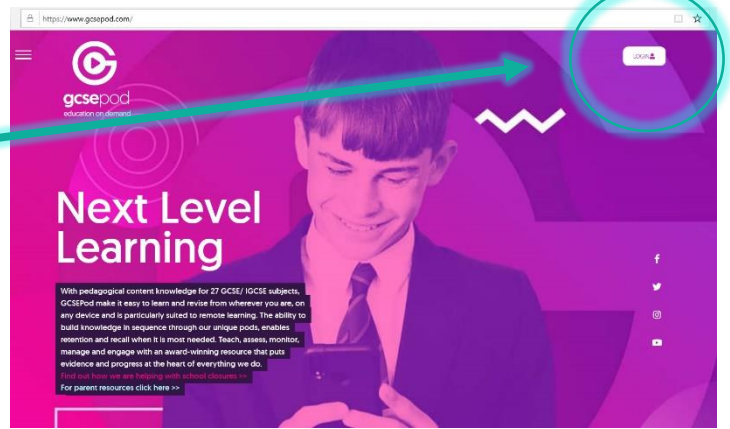 https://www.gcsepod.com/
LOGIN
gcsepod
education on demand
Next Level
Learning
With pedagogical content knowledge for 27 GCSE/ IGCSE subjects,
GCSEPod make it easy to learn and revise from wherever you are, on
any device and is particularly suited to remote learning. The ability to
build knowledge in sequence through our unique pods, enables
retention and recall when it is most needed. Teach, assess, monitor,
manage and engage with an award-winning resource that puts
evidence and progress at the heart of everything we do.
Find out how we are helping with school closures >>
For parent resources click here >>